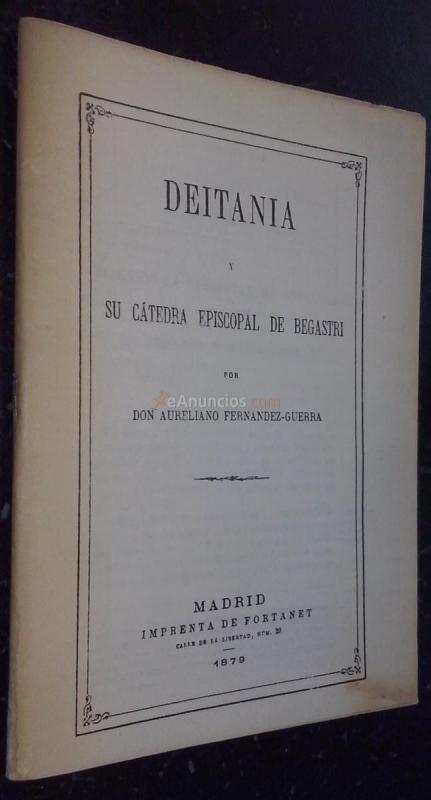 DEITANIA
Y
SU CÁTEDRA EPISCOPAL DE BEGASTRI
POR
eAnuncios.com
DON AURELIANO FERNANDEZ-GUERRA
MADRID
IMPRENTA DE FORTANET
CALLE DE LA LIBERTAD, NÚM. 29
1879